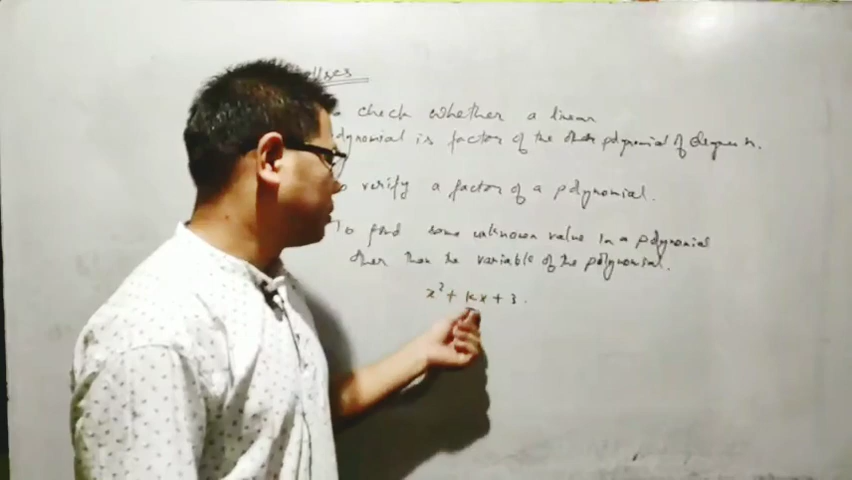 check whether a linear
is factor of the other polynomial of degree n.
verify a factor of a polynomial.
To find some unknown value in a polynomial
other than the variable of the polynomial.
x² + kx + 3.